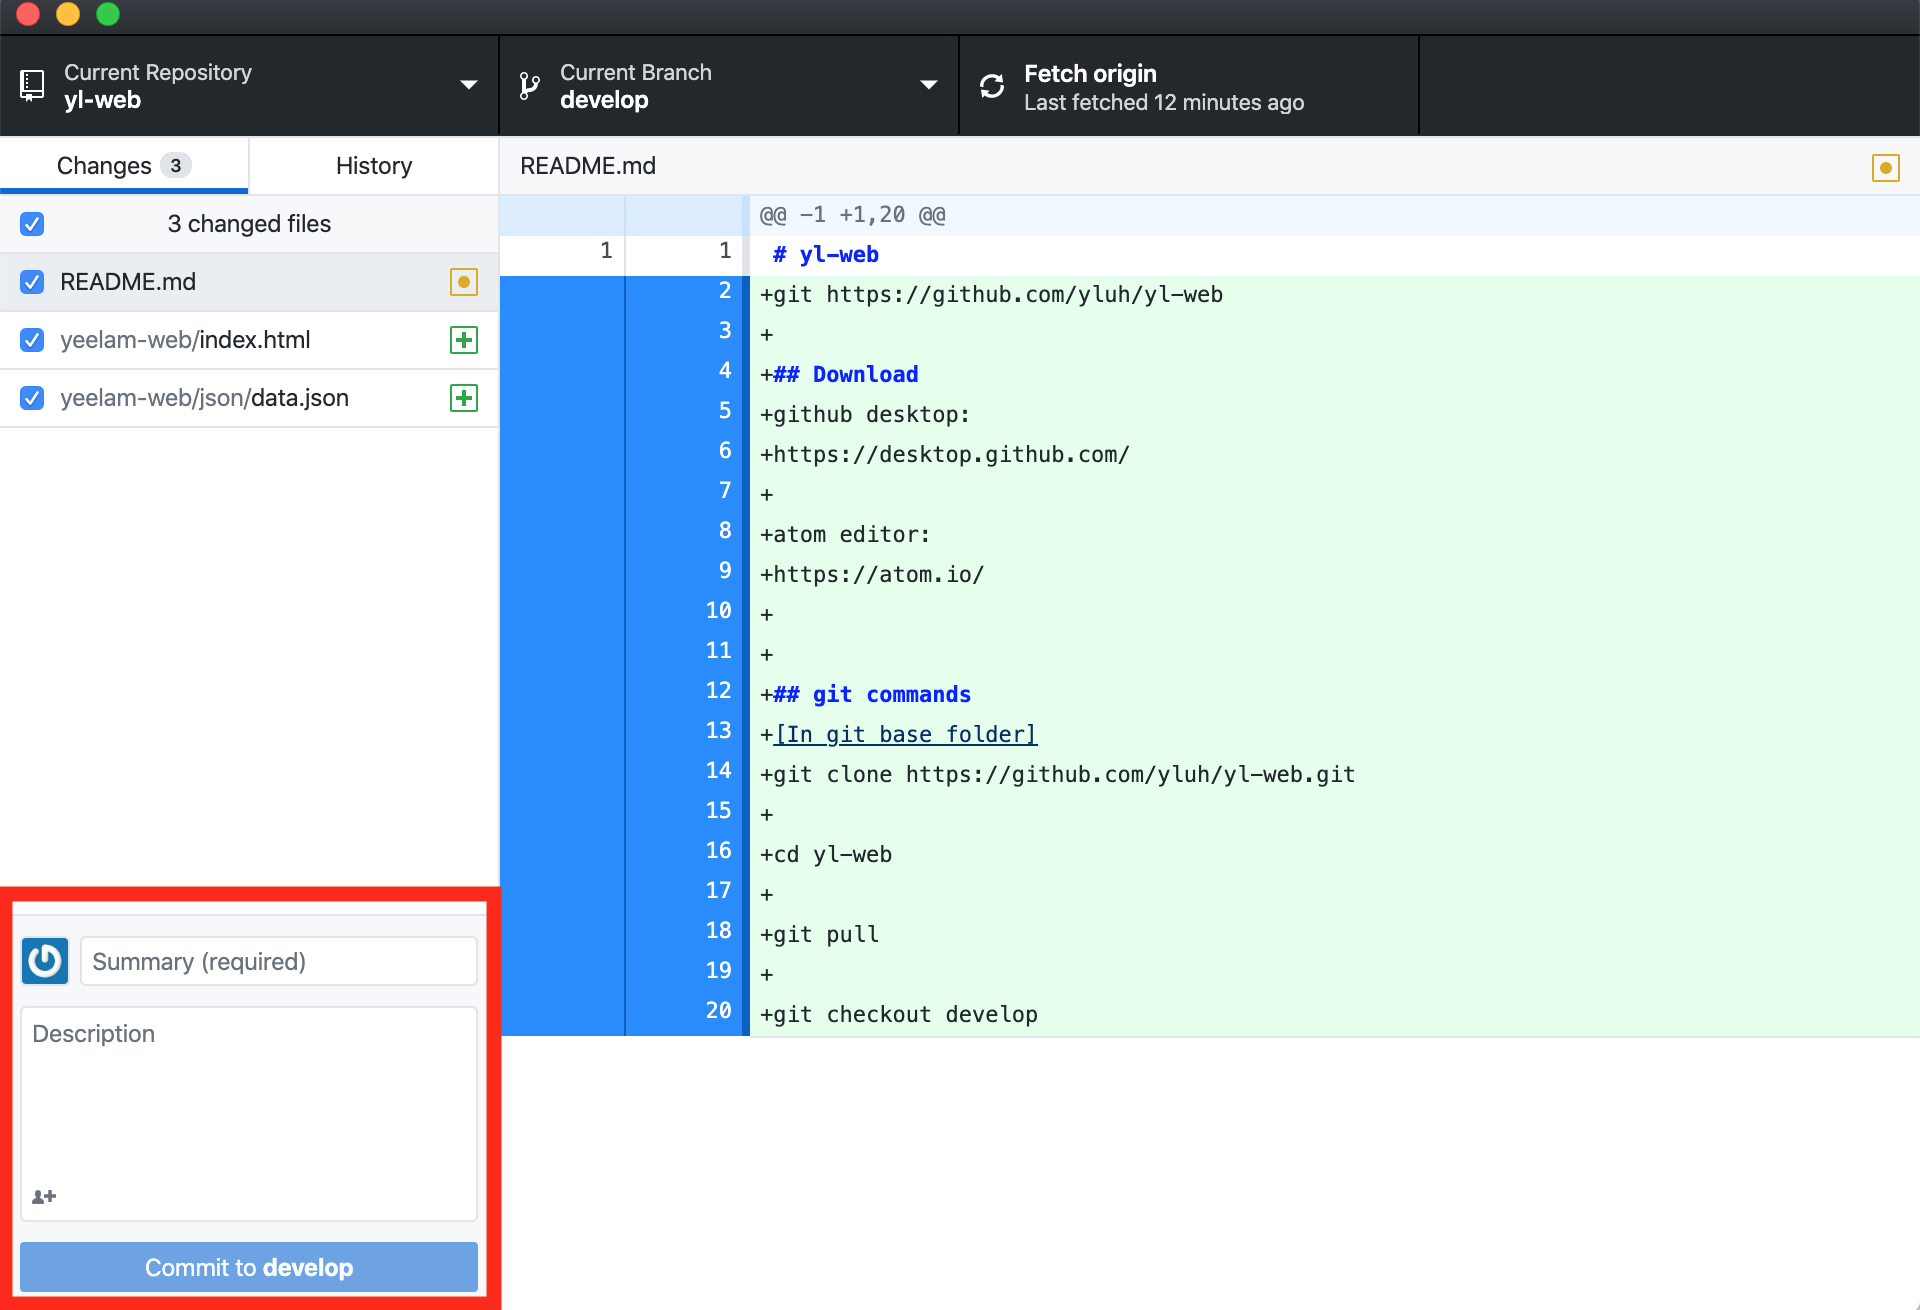 Current Repository
yl-web
Current Branch
develop
Fetch origin
Last fetched 12 minutes ago
Changes 3
History
README.md
3 changed files
README.md
yeelam-web/index.html
yeelam-web/json/data.json
@@ -1 +1,20 @@
1 1 # yl-web
2 +git https://github.com/yluh/yl-web
3 +
4 +## Download
5 +github desktop:
6 +https://desktop.github.com/
7 +
8 +atom editor:
9 +https://atom.io/
10 +
11 +
12 +## git commands
13 +[In git base folder]
14 +git clone https://github.com/yluh/yl-web.git
15 +
16 +cd yl-web
17 +
18 +git pull
19 +
20 +git checkout develop
Summary (required)
Description
Commit to develop